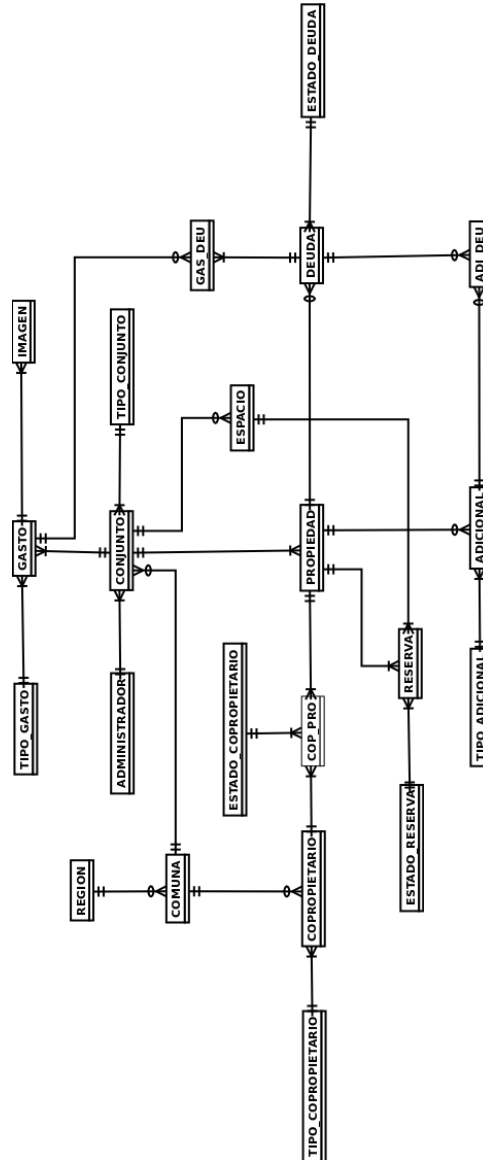 ESTADO_DEUDA
GAS_DEU
DEUDA
ADI_DEU
IMAGEN
TIPO_CONJUNTO
ESPACIO
GASTO
CONJUNTO
PROPIEDAD
ADICIONAL
TIPO_GASTO
ADMINISTRADOR
ESTADO_COPROPIETARIO
COP_PRO
RESERVA
TIPO_ADICIONAL
ESTADO_RESERVA
REGION
COMUNA
COPROPIETARIO
TIPO_COPROPIETARIO